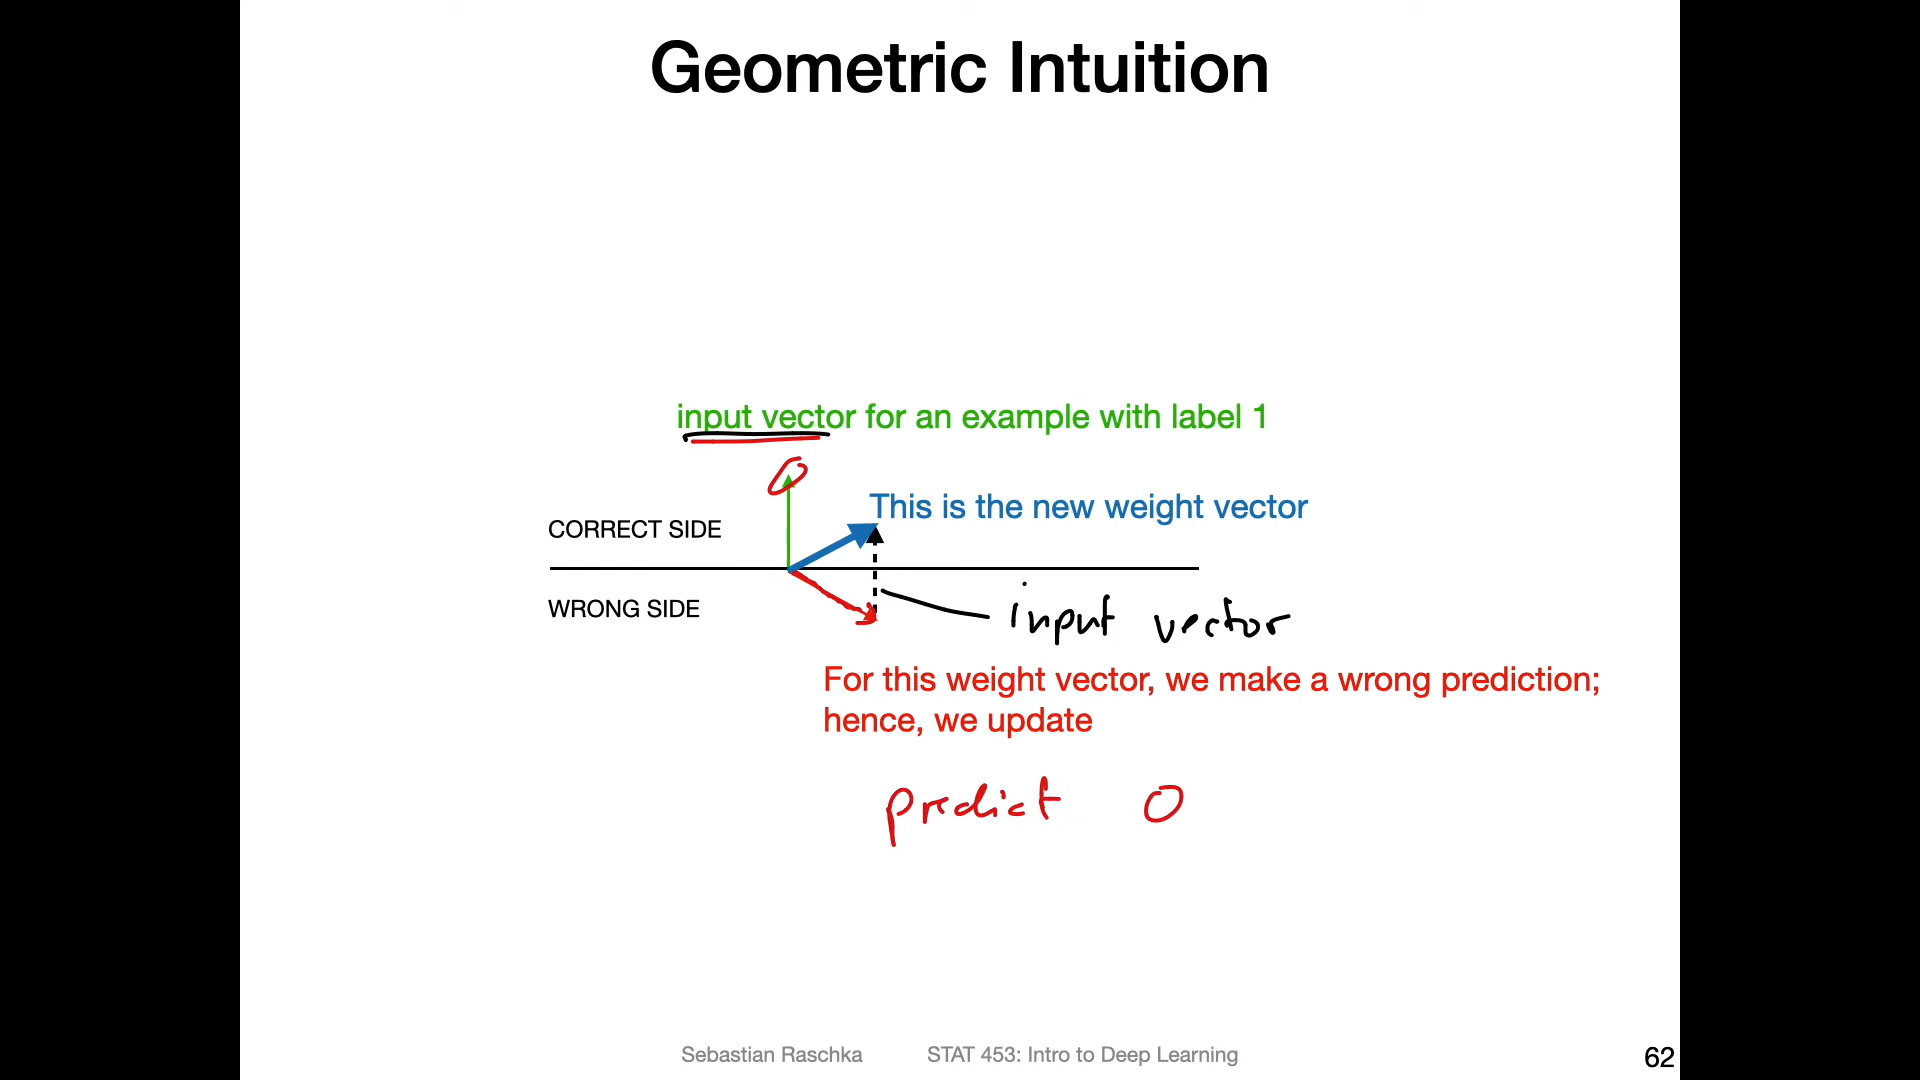 Geometric Intuition
input vector for an example with label 1
This is the new weight vector
CORRECT SIDE
WRONG SIDE
input vector
For this weight vector, we make a wrong prediction;
hence, we update
predict 0
Sebastian Raschka STAT 453: Intro to Deep Learning 62